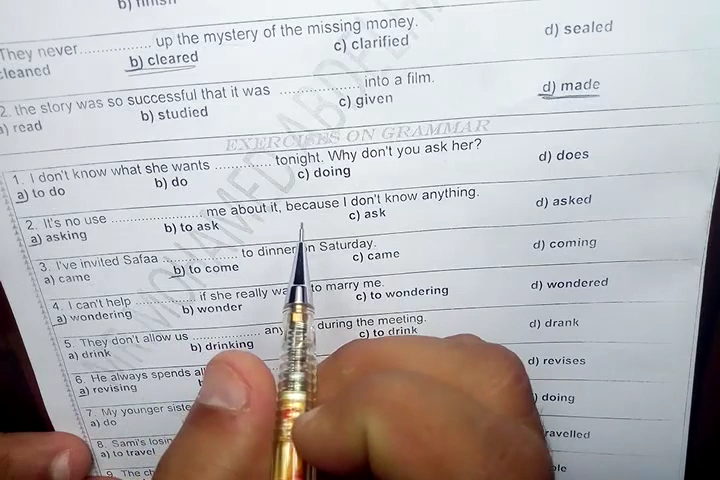 b) finish
They never.............. up the mystery of the missing money.
cleaned b) cleared c) clarified d) sealed
2. the story was so successful that it was .................. into a film.
a) read b) studied c) given d) made
EXERCISES ON GRAMMAR
1. I don't know what she wants ............. tonight. Why don't you ask her?
a) to do b) do c) doing d) does
2. It's no use ..................... me about it, because I don't know anything.
a) asking b) to ask c) ask d) asked
3. I've invited Safaa ................. to dinner on Saturday.
a) came b) to come c) came d) coming
4. I can't help .............. if she really to marry me.
a) wondering b) wonder c) to wondering d) wondered
5. They don't allow us ............... during the meeting.
a) drink b) drinking c) to drink d) drank
6. He always spends
a) revising d) revises
7. My younger
a) do doing
8. Sami's
a) to travel
9. The